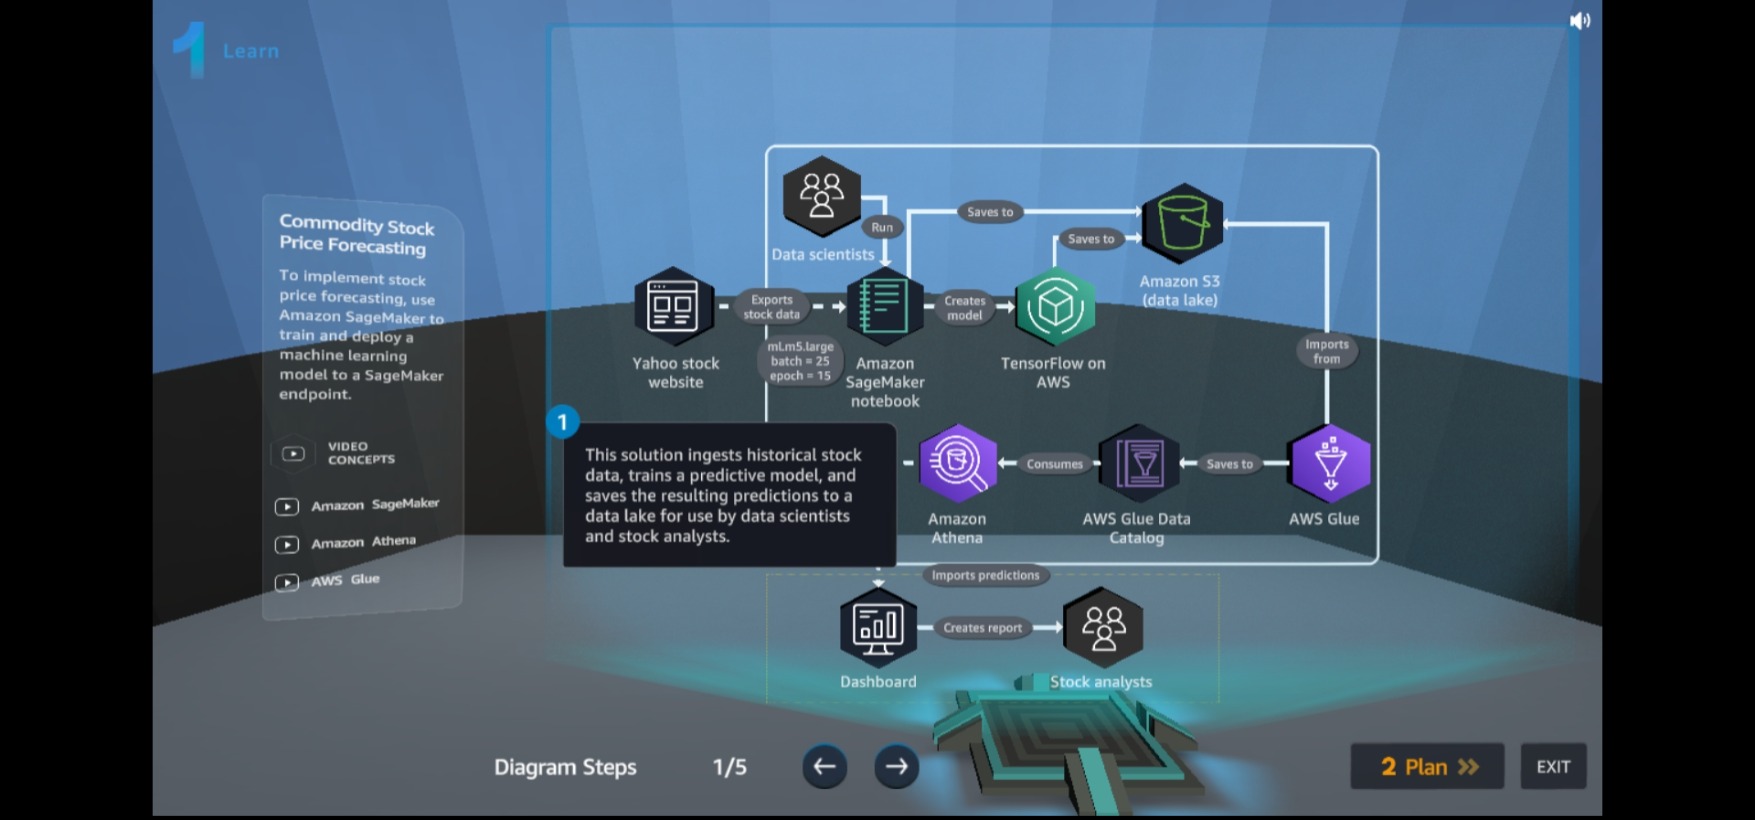 1 Learn
Commodity Stock
Price Forecasting
To implement stock
price forecasting, use
Amazon SageMaker to
train and deploy a
machine learning
model to a SageMaker
endpoint.
VIDEO
CONCEPTS
Amazon SageMaker
Amazon Athena
AWS Glue
Run
Data scientists
Saves to
Saves to
Amazon S3
(data lake)
Exports
stock data
Creates
model
Yahoo stock
website
mLm5.large
batch = 25
epoch = 15
Amazon
SageMaker
notebook
TensorFlow on
AWS
Imports
from
1
This solution ingests historical stock
data, trains a predictive model, and
saves the resulting predictions to a
data lake for use by data scientists
and stock analysts.
Consumes
Saves to
Amazon
Athena
AWS Glue Data
Catalog
AWS Glue
Imports predictions
Creates report
Dashboard
Stock analysts
Diagram Steps
1/5
2 Plan
EXIT